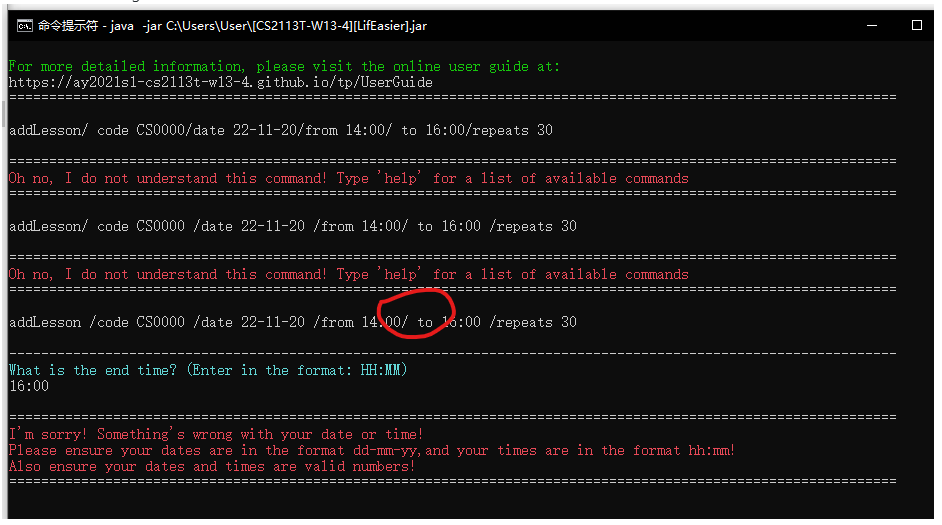 命令提示符 - java -jar C:\Users\User\[CS2113T-W13-4][LifEasier].jar
For more detailed information, please visit the online user guide at:
https://ay2021s1-cs2113t-w13-4.github.io/tp/UserGuide
===============================================================================================================
addLesson/ code CS0000/date 22-11-20/from 14:00/ to 16:00/repeats 30
===============================================================================================================
Oh no, I do not understand this command! Type 'help' for a list of available commands
===============================================================================================================
addLesson/ code CS0000 /date 22-11-20 /from 14:00/ to 16:00 /repeats 30
===============================================================================================================
Oh no, I do not understand this command! Type 'help' for a list of available commands
===============================================================================================================
addLesson /code CS0000 /date 22-11-20 /from 14:00/ to 16:00 /repeats 30
---------------------------------------------------------------------------------------------------------------
What is the end time? (Enter in the format: HH:MM)
16:00
===============================================================================================================
I'm sorry! Something's wrong with your date or time!
Please ensure your dates are in the format dd-mm-yy,and your times are in the format hh:mm!
Also ensure your dates and times are valid numbers!
===============================================================================================================